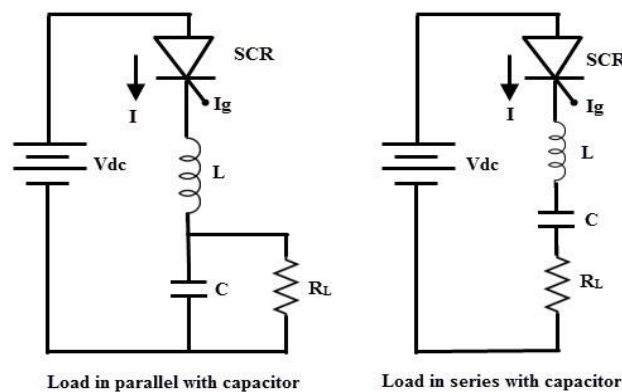 SCR
I
Ig
Vdc
L
C
RL
Load in parallel with capacitor
SCR
I
Ig
Vdc
L
C
RL
Load in series with capacitor